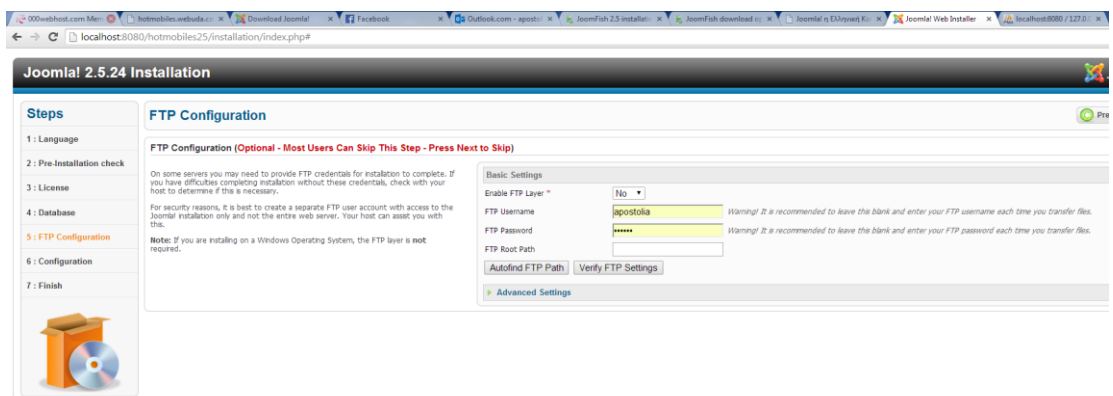 000webhost.com Mem
hotmobiles.webuda.co
Download Joomla!
Facebook
Outlook.com - apostol
JoomFish 2.5 installatio
JoomFish download
Joomla! η Ελληνική Κοι
Joomla! Web Installer
localhost:8080 / 127.0.
localhost:8080/hotmobiles25/installation/index.php#
Joomla! 2.5.24 Installation
Steps
1 : Language
2 : Pre-Installation check
3 : License
4 : Database
5 : FTP Configuration
6 : Configuration
7 : Finish
FTP Configuration
Pre
FTP Configuration (Optional - Most Users Can Skip This Step - Press Next to Skip)
On some servers you may need to provide FTP credentials for installation to complete. If
you have difficulties completing installation without these credentials, check with your
host to determine if this is necessary.
For security reasons, it is best to create a separate FTP user account with access to the
Joomla! installation only and not the entire web server. Your host can assist you with
this.
Note: If you are installing on a Windows Operating System, the FTP layer is not
required.
Basic Settings
Enable FTP Layer * No
FTP Username apostolia Warning! It is recommended to leave this blank and enter your FTP username each time you transfer files.
FTP Password •••••• Warning! It is recommended to leave this blank and enter your FTP password each time you transfer files.
FTP Root Path
Autofind FTP Path Verify FTP Settings
Advanced Settings